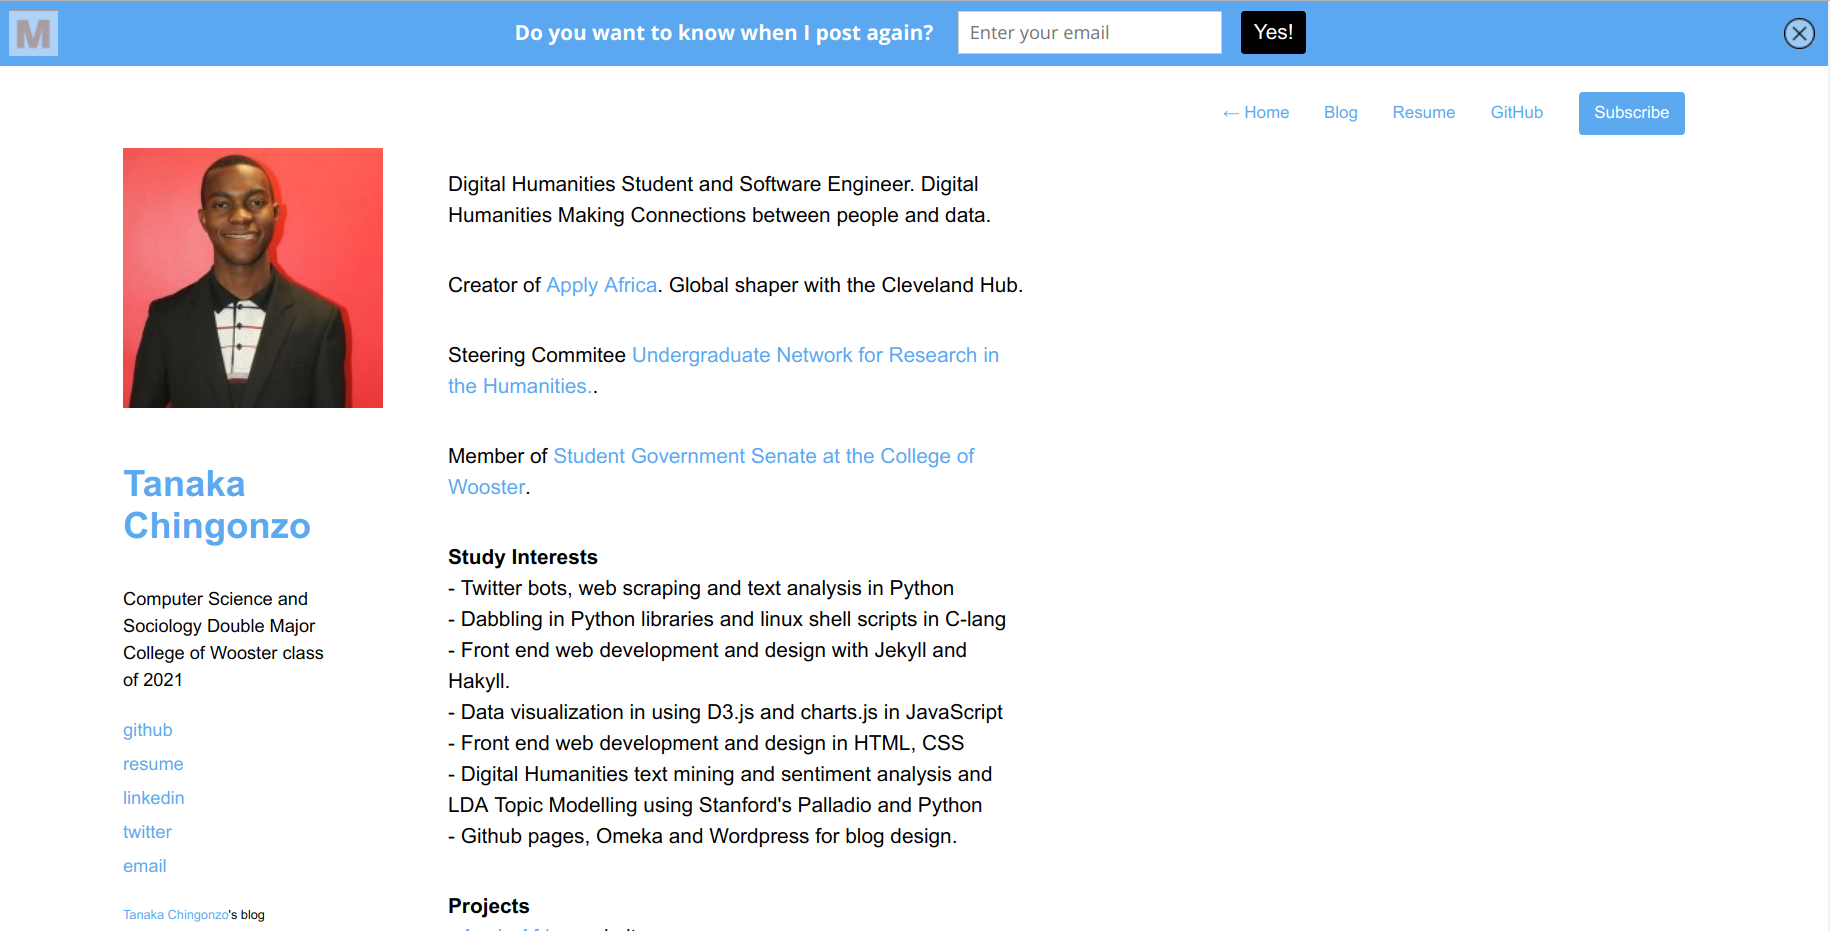 M
Do you want to know when I post again?
Enter your email
Yes!
← Home
Blog
Resume
GitHub
Subscribe
Tanaka
Chingonzo
Computer Science and
Sociology Double Major
College of Wooster class
of 2021
github
resume
linkedin
twitter
email
Tanaka Chingonzo's blog
Digital Humanities Student and Software Engineer. Digital
Humanities Making Connections between people and data.
Creator of Apply Africa. Global shaper with the Cleveland Hub.
Steering Commitee Undergraduate Network for Research in
the Humanities..
Member of Student Government Senate at the College of
Wooster.
Study Interests
- Twitter bots, web scraping and text analysis in Python
- Dabbling in Python libraries and linux shell scripts in C-lang
- Front end web development and design with Jekyll and
Hakyll.
- Data visualization in using D3.js and charts.js in JavaScript
- Front end web development and design in HTML, CSS
- Digital Humanities text mining and sentiment analysis and
LDA Topic Modelling using Stanford's Palladio and Python
- Github pages, Omeka and Wordpress for blog design.
Projects